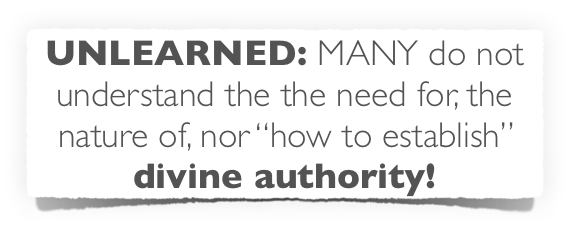 UNLEARNED: MANY do not
understand the the need for, the
nature of, nor “how to establish”
divine authority!